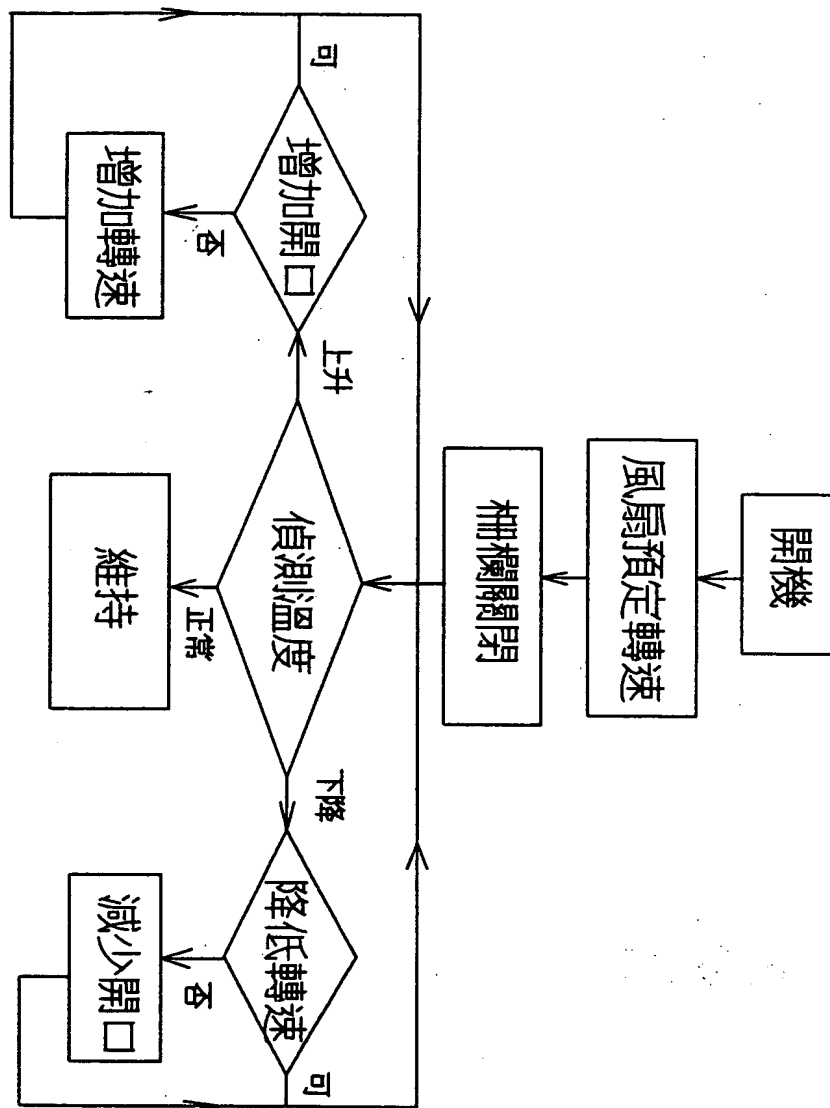 開機
風扇預定轉速
柵欄關閉
偵測溫度
上升
正常
下降
增加開口
可
否
增加轉速
維持
降低轉速
可
否
減少開口